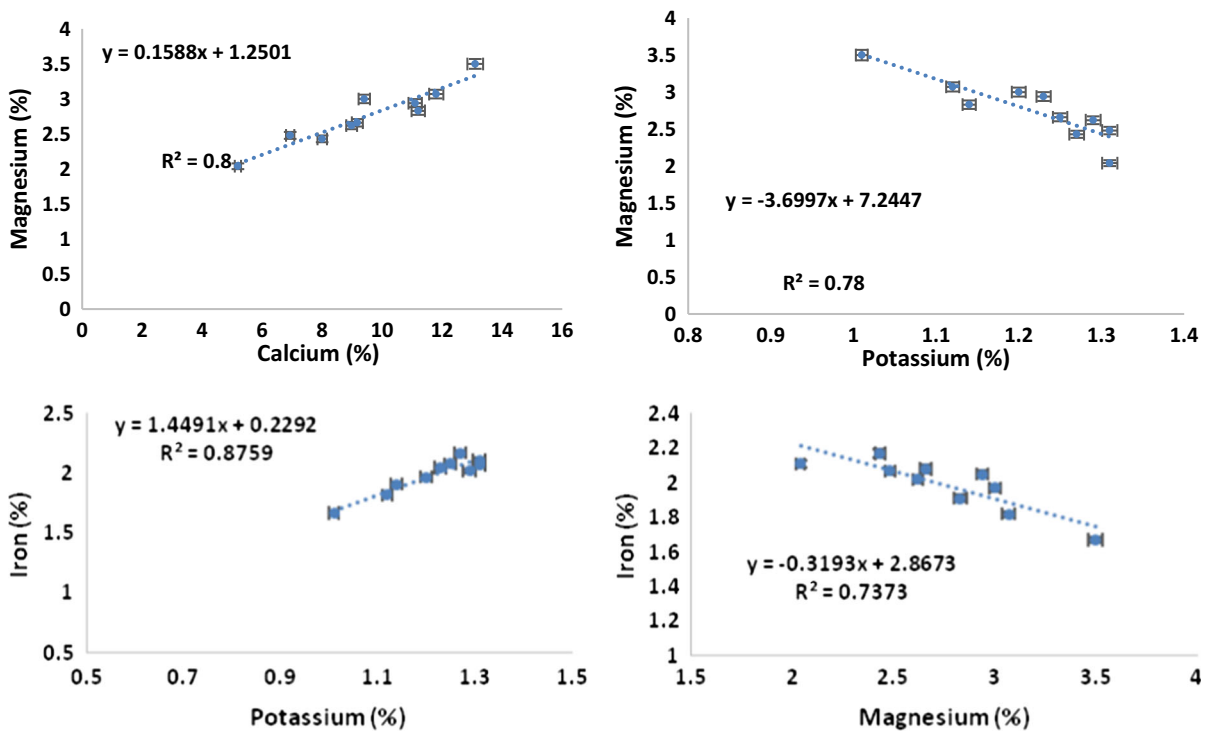 4
3.5
3
2.5
2
1.5
1
0.5
0
Magnesium (%)
y = 0.1588x + 1.2501
R² = 0.8
0 2 4 6 8 10 12 14 16
Calcium (%)
4
3.5
3
2.5
2
1.5
1
0.5
0
Magnesium (%)
y = -3.6997x + 7.2447
R² = 0.78
0.8 0.9 1 1.1 1.2 1.3 1.4
Potassium (%)
2.5
2
1.5
1
0.5
Iron (%)
y = 1.4491x + 0.2292
R² = 0.8759
0.5 0.7 0.9 1.1 1.3 1.5
Potassium (%)
2.4
2.2
2
1.8
1.6
1.4
1.2
1
Iron (%)
y = -0.3193x + 2.8673
R² = 0.7373
1.5 2 2.5 3 3.5 4
Magnesium (%)